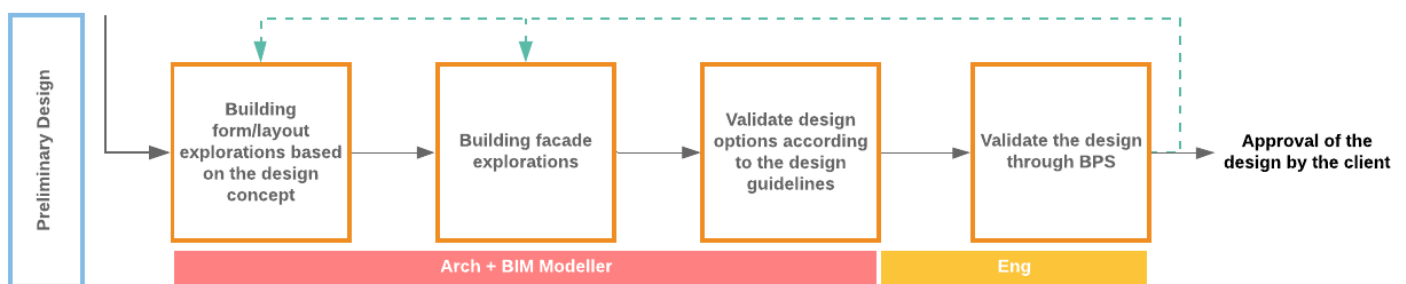 Preliminary Design
Building
form/layout
explorations based
on the design
concept
Building facade
explorations
Validate design
options according
to the design
guidelines
Validate the design
through BPS
Approval of the
design by the client
Arch + BIM Modeller
Eng